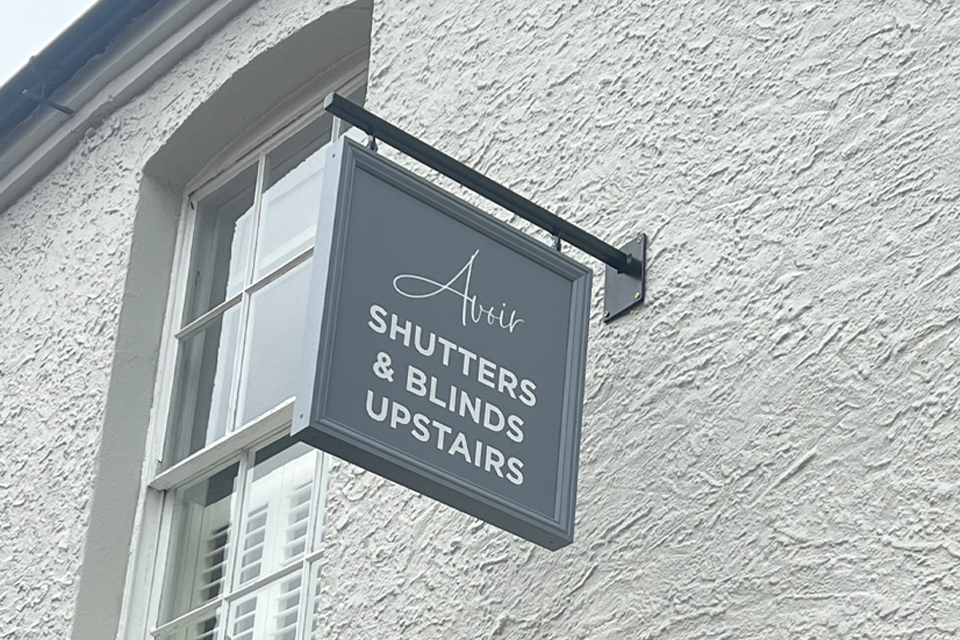 Avoir
SHUTTERS
& BLINDS
UPSTAIRS